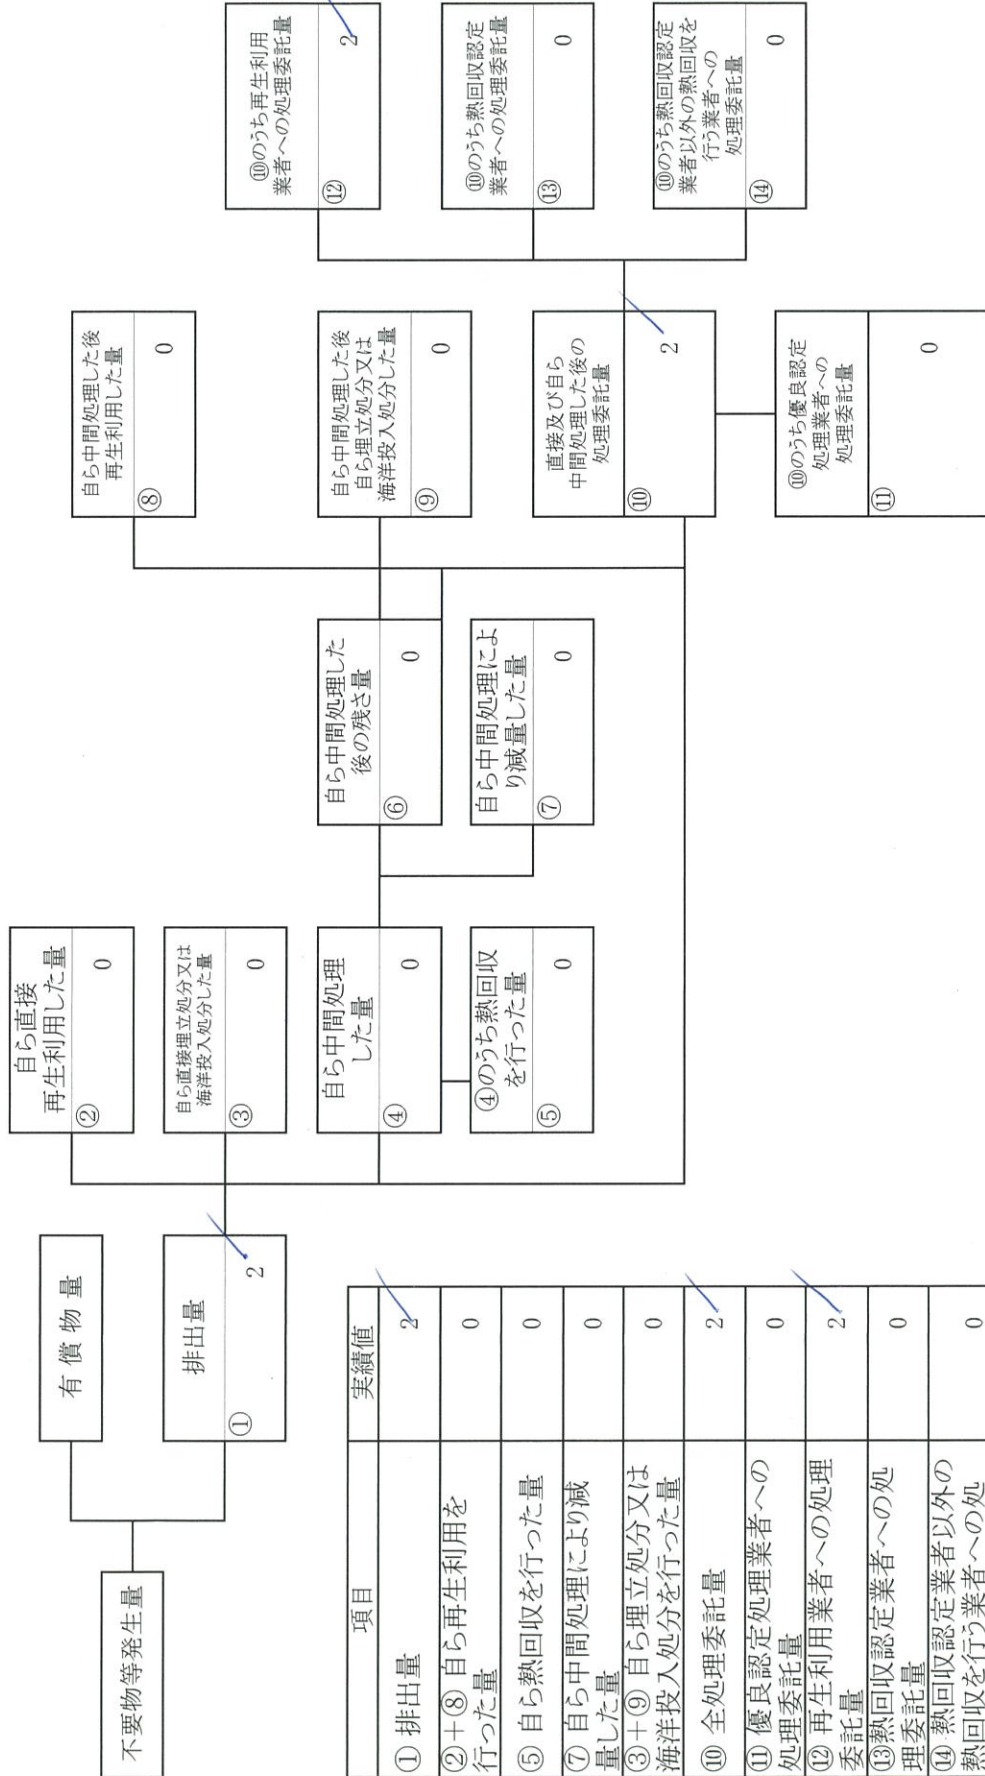 不要物等発生量
有償物量
排出量
①
2
自ら直接
再生利用した量
②
0
自ら直接埋立処分又は
海洋投入処分した量
③
0
自ら中間処理
した量
④
0
④のうち熱回収
を行った量
⑤
0
自ら中間処理した
後の残さ量
⑥
0
自ら中間処理によ
り減量した量
⑦
0
自ら中間処理した後
再生利用した量
⑧
0
自ら中間処理した後
自ら埋立処分又は
海洋投入処分した量
⑨
0
直接及び自ら
中間処理した後の
処理委託量
⑩
2
⑩のうち優良認定
処理業者への
処理委託量
⑪
0
⑩のうち再生利用
業者への処理委託量
⑫
2
⑩のうち熱回収認定
業者への処理委託量
⑬
0
⑩のうち熱回収認定
業者以外の熱回収を
行う業者への
処理委託量
⑭
0
項目 実績値
① 排出量 2
②+⑧ 自ら再生利用を
行った量 0
⑤ 自ら熱回収を行った量 0
⑦ 自ら中間処理により減
量した量 0
③+⑨ 自ら埋立処分又は
海洋投入処分を行った量 0
⑩ 全処理委託量 2
⑪ 優良認定処理業者への
処理委託量 0
⑫ 再生利用業者への処理
委託量 2
⑬熱回収認定業者への処
理委託量 0
⑭ 熱回収認定業者以外の
熱回収を行う業者への処 0